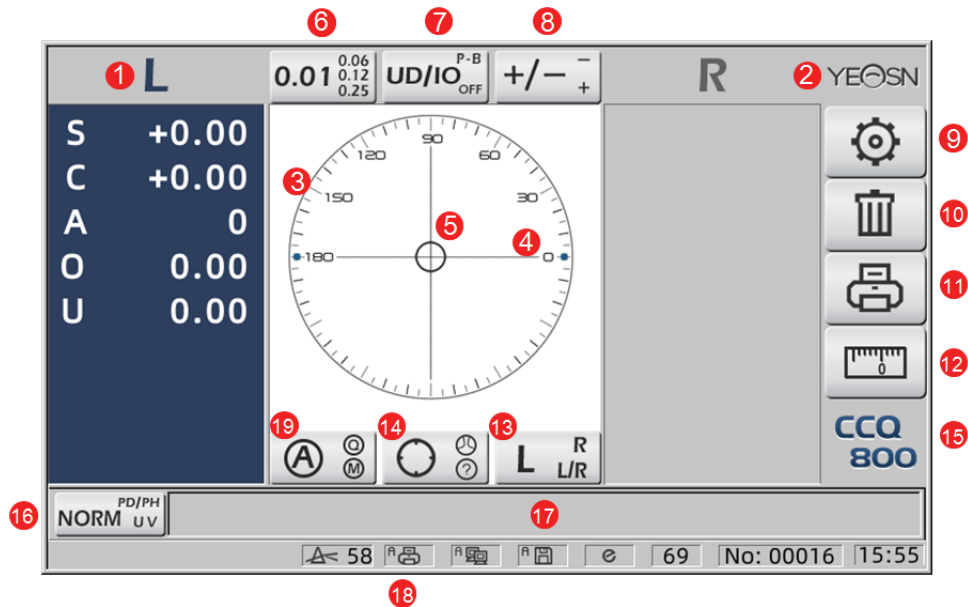 6 7 8
1 L 0.01 0.06 0.12 0.25 UD/IO P-B OFF +/− − + R 2 YEOSN
S +0.00
C +0.00
A 0
O 0.00
U 0.00
90
120 60
3 150 30
5 4
180 0
9
10
11
0
12
19 14 13
A Q M ? L R L/R
CCQ
800
15
16 NORM PD/PH UV 17
58 A A A e 69 No: 00016 15:55
18